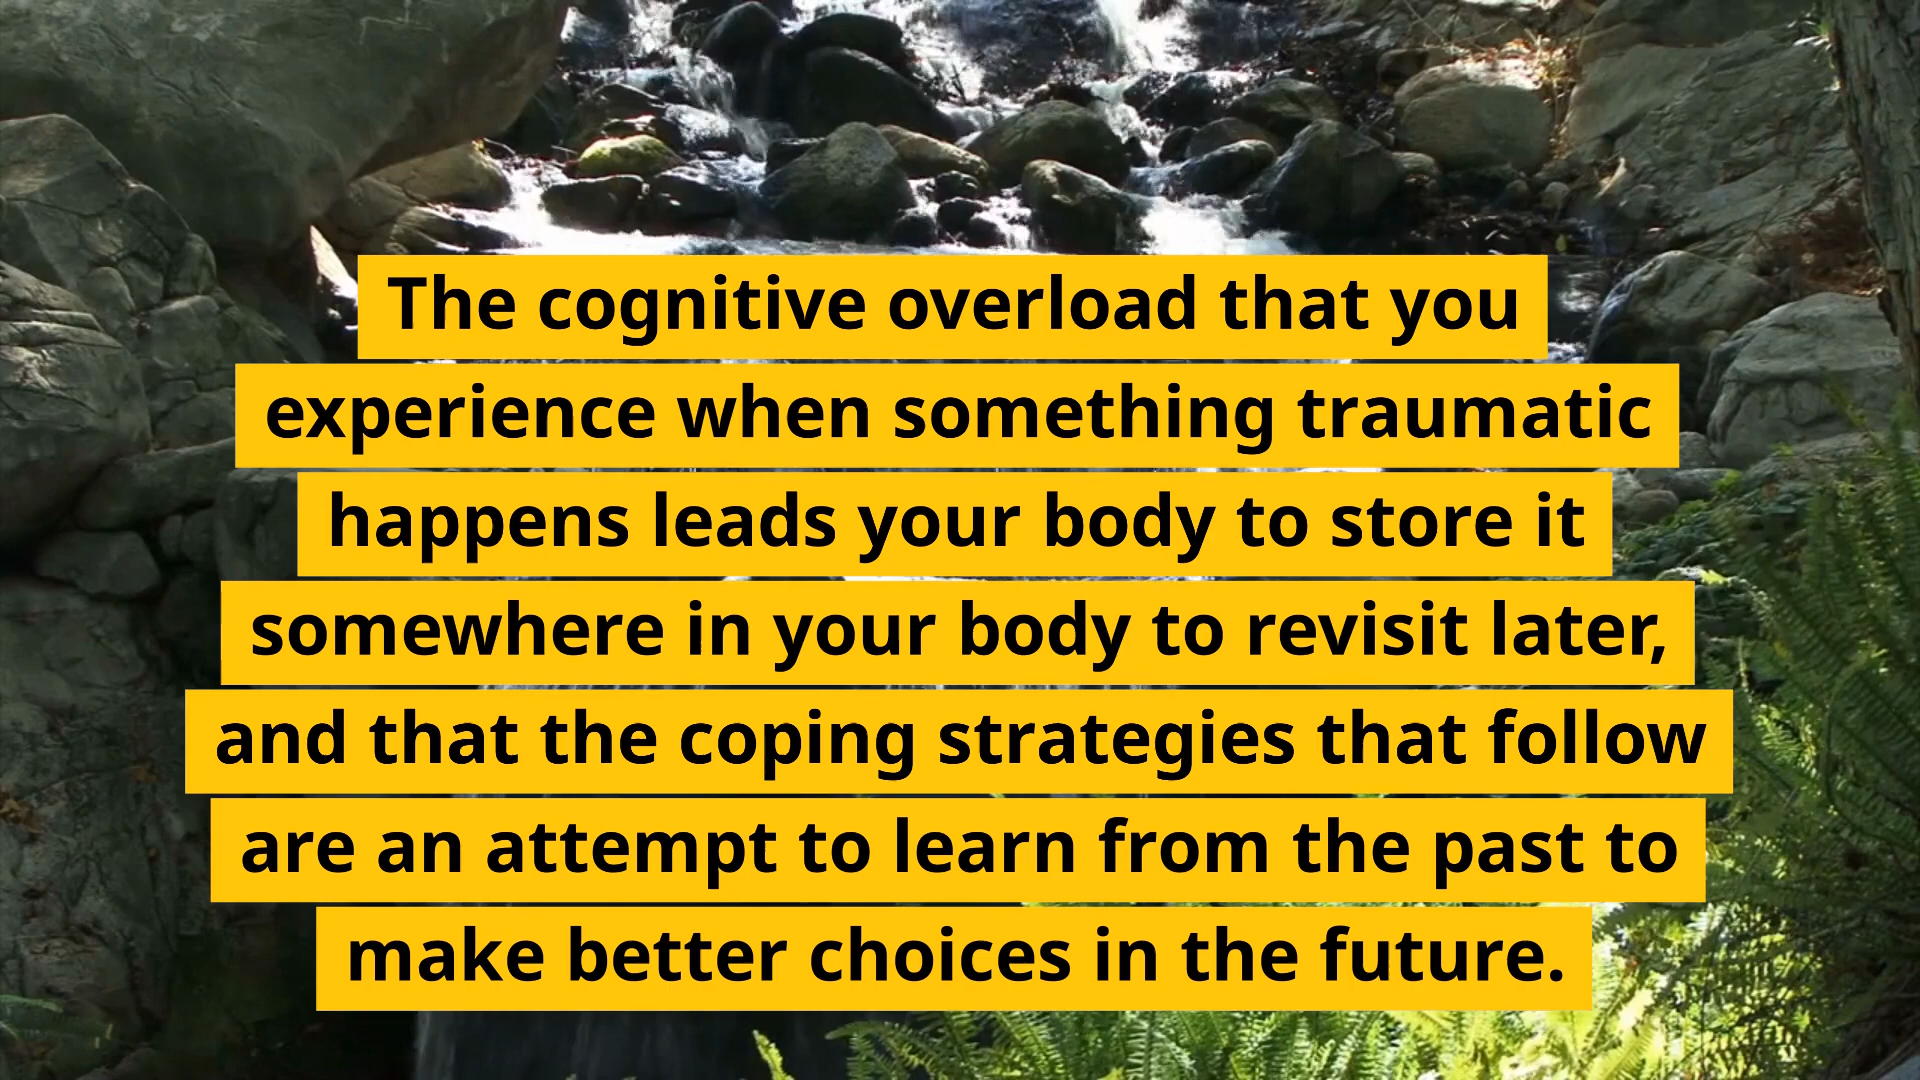 The cognitive overload that you
experience when something traumatic
happens leads your body to store it
somewhere in your body to revisit later,
and that the coping strategies that follow
are an attempt to learn from the past to
make better choices in the future.